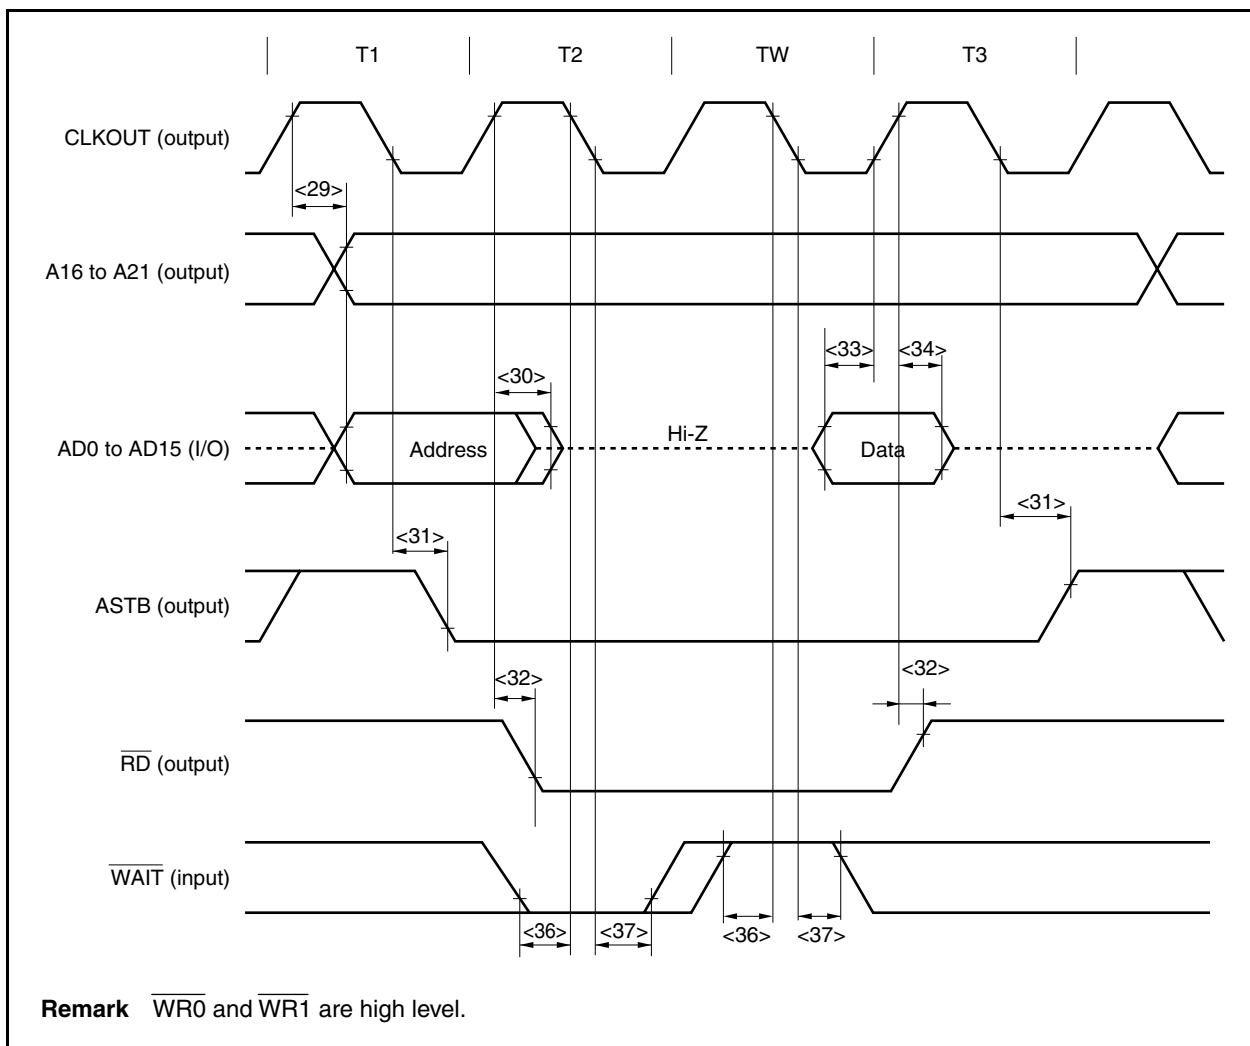 T1 T2 TW T3
CLKOUT (output)
<29>
A16 to A21 (output)
<33> <34>
<30>
Hi-Z
AD0 to AD15 (I/O)
Address
Data
<31>
<31>
ASTB (output)
<32>
<32>
RD (output)
WAIT (input)
<36> <37> <36> <37>
Remark WR0 and WR1 are high level.